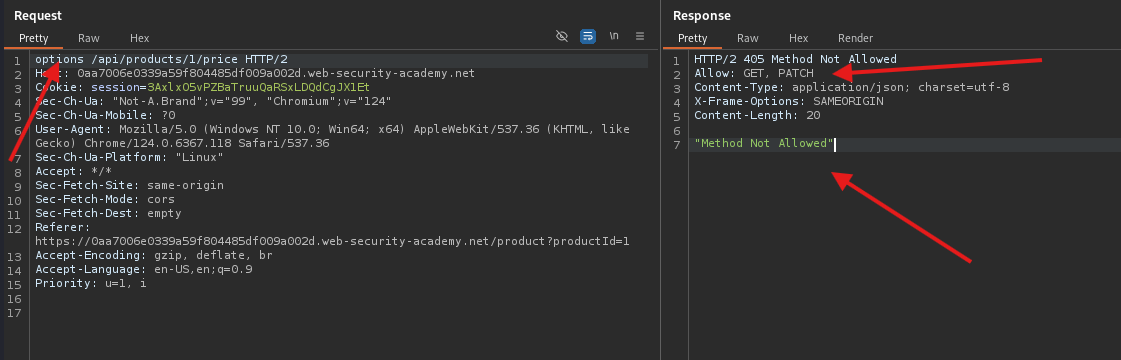 Request
Pretty Raw Hex
\n
1 options /api/products/1/price HTTP/2
2 Host: 0aa7006e0339a59f804485df009a002d.web-security-academy.net
3 Cookie: session=3AxlxO5vPZBaTruuQaRSxLDQdCgJX1Et
4 Sec-Ch-Ua: "Not-A.Brand";v="99", "Chromium";v="124"
5 Sec-Ch-Ua-Mobile: ?0
6 User-Agent: Mozilla/5.0 (Windows NT 10.0; Win64; x64) AppleWebKit/537.36 (KHTML, like
Gecko) Chrome/124.0.6367.118 Safari/537.36
7 Sec-Ch-Ua-Platform: "Linux"
8 Accept: */*
9 Sec-Fetch-Site: same-origin
10 Sec-Fetch-Mode: cors
11 Sec-Fetch-Dest: empty
12 Referer:
https://0aa7006e0339a59f804485df009a002d.web-security-academy.net/product?productId=1
13 Accept-Encoding: gzip, deflate, br
14 Accept-Language: en-US,en;q=0.9
15 Priority: u=1, i
16
17
Response
Pretty Raw Hex Render
1 HTTP/2 405 Method Not Allowed
2 Allow: GET, PATCH
3 Content-Type: application/json; charset=utf-8
4 X-Frame-Options: SAMEORIGIN
5 Content-Length: 20
6
7 "Method Not Allowed"